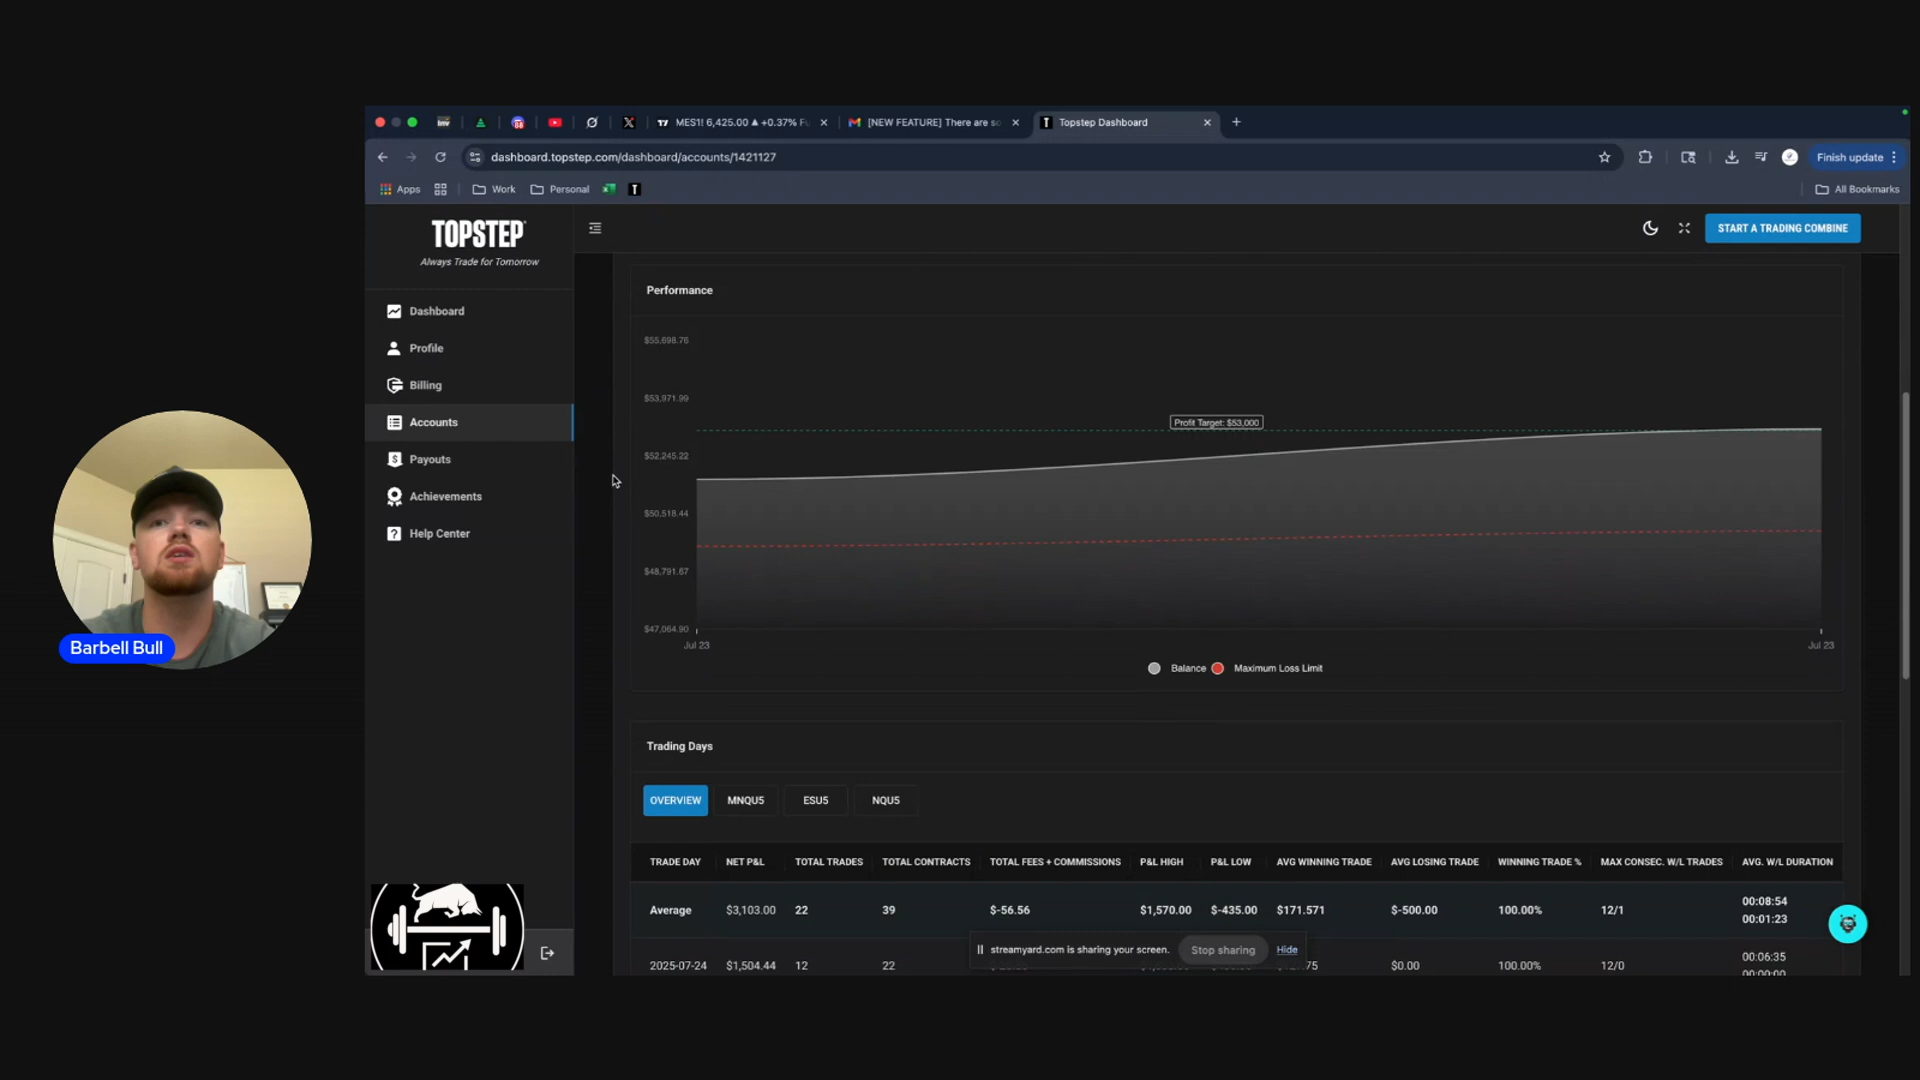 MES1! 6,425.00 ▲ +0.37% Fu
[NEW FEATURE] There are so
Topstep Dashboard
dashboard.topstep.com/dashboard/accounts/1421127
Finish update
Apps
Work
Personal
All Bookmarks
TOPSTEP
Always Trade for Tomorrow
START A TRADING COMBINE
Dashboard
Profile
Billing
Accounts
Payouts
Achievements
Help Center
Performance
$55,698.76
$53,971.99
$52,245.22
$50,518.44
$48,791.67
$47,064.90
Profit Target: $53,000
Jul 23
Jul 23
Balance
Maximum Loss Limit
Trading Days
OVERVIEW
MNQU5
ESU5
NQU5
TRADE DAY NET P&L TOTAL TRADES TOTAL CONTRACTS TOTAL FEES + COMMISSIONS P&L HIGH P&L LOW AVG WINNING TRADE AVG LOSING TRADE WINNING TRADE % MAX CONSEC. W/L TRADES AVG. W/L DURATION
Average $3,103.00 22 39 $-56.56 $1,570.00 $-435.00 $171.571 $-500.00 100.00% 12/1 00:08:54
00:01:23
2025-07-24 $1,504.44 12 22 $0.00 100.00% 12/0 00:06:35
00:00:00
streamyard.com is sharing your screen.
Stop sharing
Hide
Barbell Bull